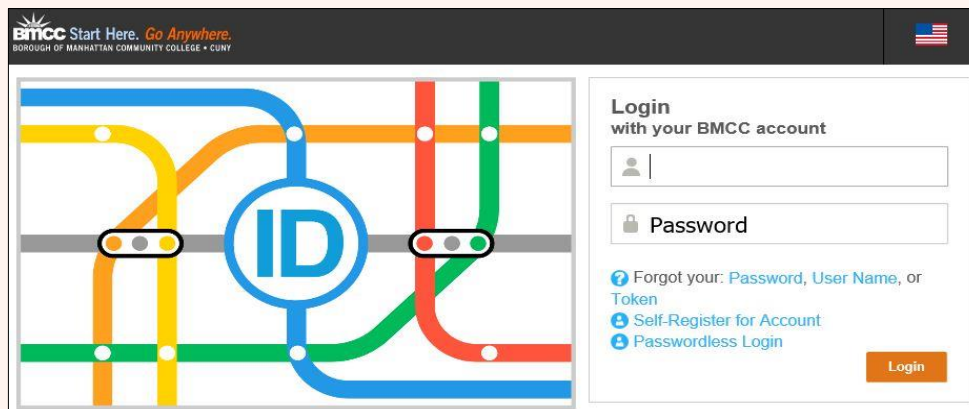 BMCC Start Here. Go Anywhere.
BOROUGH OF MANHATTAN COMMUNITY COLLEGE • CUNY
ID
Login
with your BMCC account
Password
Forgot your: Password, User Name, or
Token
Self-Register for Account
Passwordless Login
Login